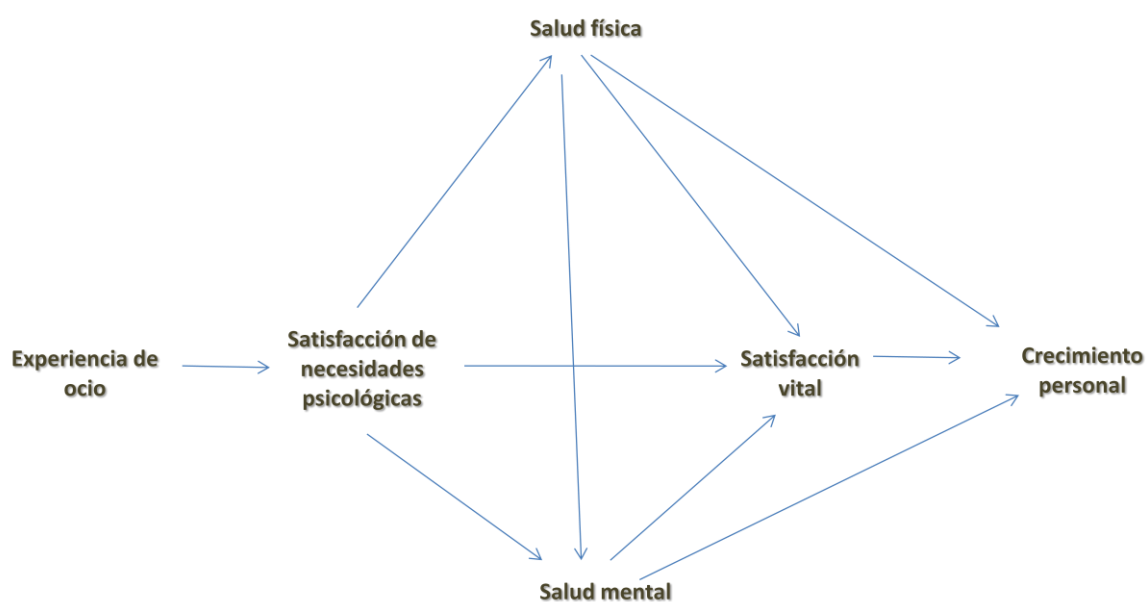 Salud física
Experiencia de
ocio
Satisfacción de
necesidades
psicológicas
Satisfacción
vital
Crecimiento
personal
Salud mental